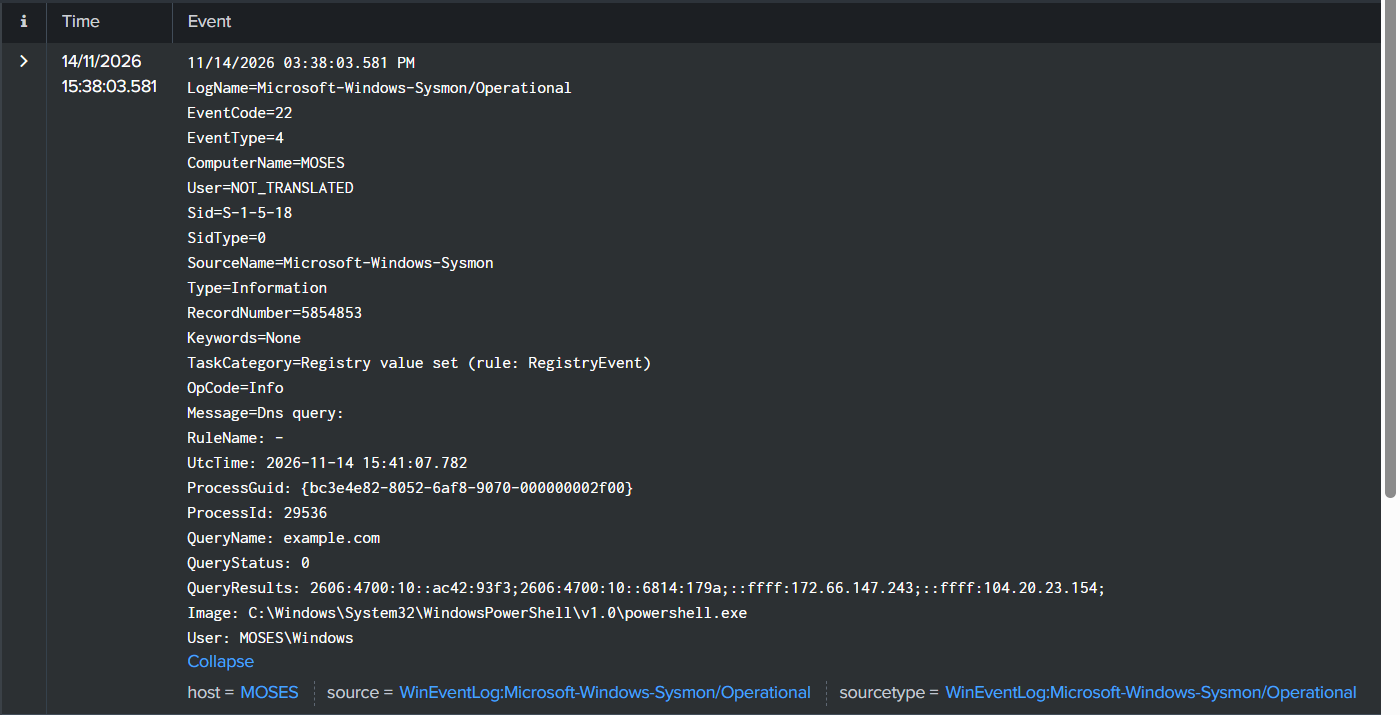 i Time Event
14/11/2026 11/14/2026 03:38:03.581 PM
15:38:03.581 LogName=Microsoft-Windows-Sysmon/Operational
EventCode=22
EventType=4
ComputerName=MOSES
User=NOT_TRANSLATED
Sid=S-1-5-18
SidType=0
SourceName=Microsoft-Windows-Sysmon
Type=Information
RecordNumber=5854853
Keywords=None
TaskCategory=Registry value set (rule: RegistryEvent)
OpCode=Info
Message=Dns query:
RuleName: -
UtcTime: 2026-11-14 15:41:07.782
ProcessGuid: {bc3e4e82-8052-6af8-9070-000000002f00}
ProcessId: 29536
QueryName: example.com
QueryStatus: 0
QueryResults: 2606:4700:10::ac42:93f3;2606:4700:10::6814:179a;::ffff:172.66.147.243;::ffff:104.20.23.154;
Image: C:\Windows\System32\WindowsPowerShell\v1.0\powershell.exe
User: MOSES\Windows
Collapse
host = MOSES source = WinEventLog:Microsoft-Windows-Sysmon/Operational sourcetype = WinEventLog:Microsoft-Windows-Sysmon/Operational